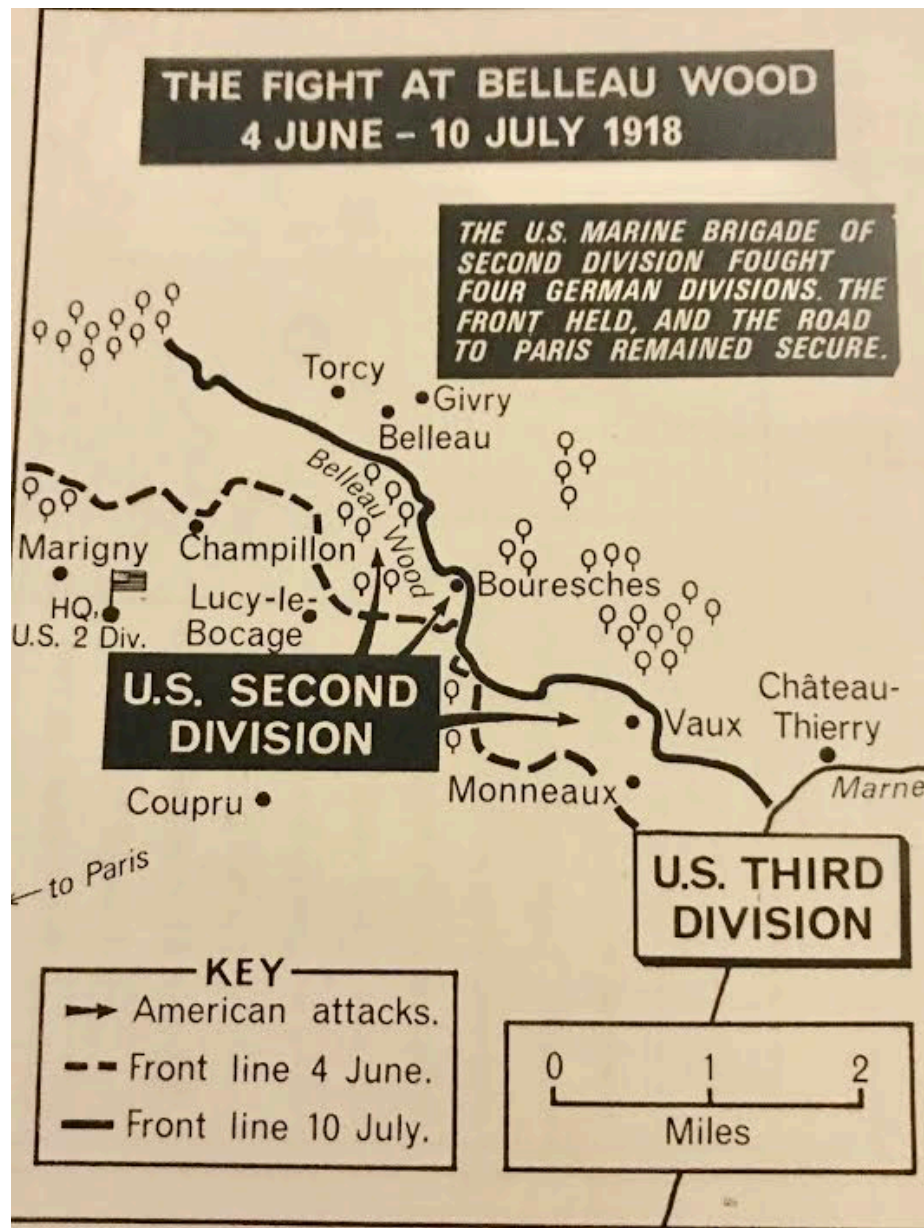 THE FIGHT AT BELLEAU WOOD
4 JUNE – 10 JULY 1918
THE U.S. MARINE BRIGADE OF
SECOND DIVISION FOUGHT
FOUR GERMAN DIVISIONS. THE
FRONT HELD, AND THE ROAD
TO PARIS REMAINED SECURE.
Torcy
Givry
Belleau
Belleau Wood
Marigny
Champillon
Bouresches
HQ,
U.S. 2 Div.
Lucy-le-
Bocage
U.S. SECOND
DIVISION
Château-
Thierry
Vaux
Monneaux
Marne
Coupru
to Paris
U.S. THIRD
DIVISION
KEY
American attacks.
Front line 4 June.
Front line 10 July.
0 1 2
Miles